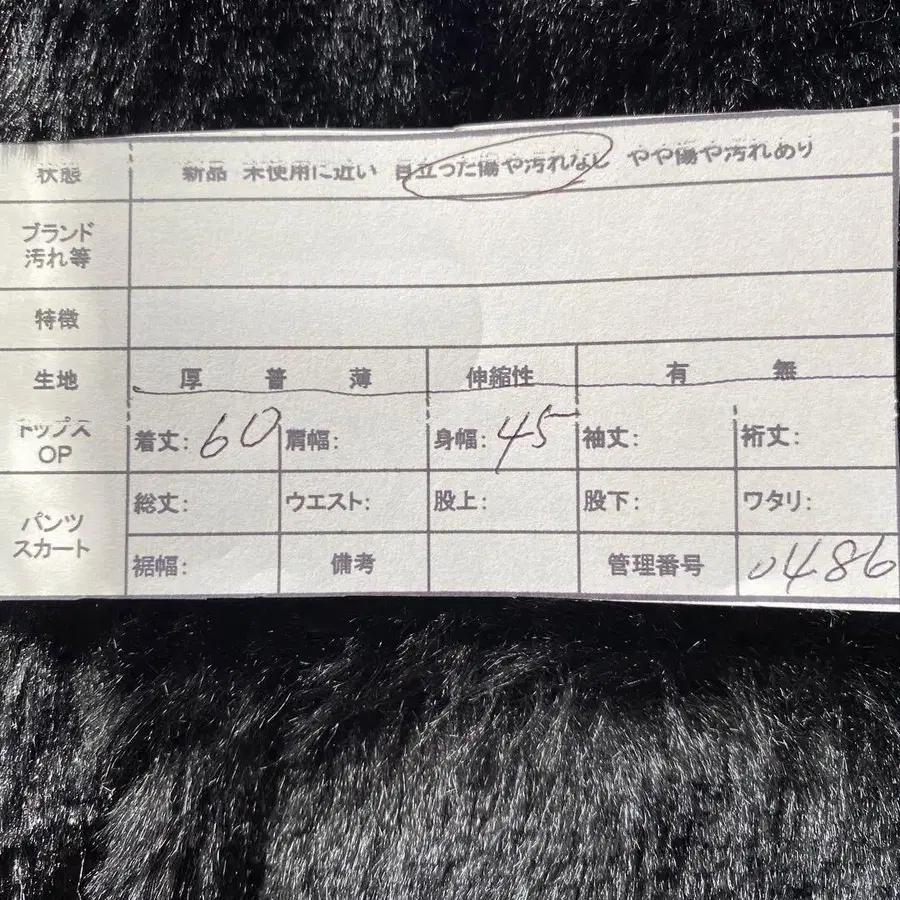 状態 新品 未使用に近い 目立った傷や汚れなし やや傷や汚れあり
ブランド
汚れ等
特徴
生地 厚 普 薄 伸縮性 有 無
トップス
OP
着丈: 60 肩幅: 身幅: 45 袖丈: 裄丈:
パンツ
スカート
総丈: ウエスト: 股上: 股下: ワタリ:
裾幅: 備考 管理番号 0486